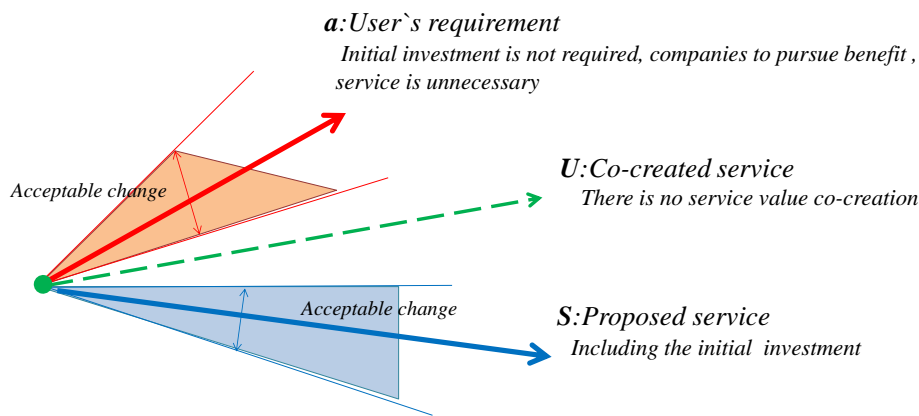 a:User`s requirement
Initial investment is not required, companies to pursue benefit ,
service is unnecessary
Acceptable change
U:Co-created service
There is no service value co-creation
Acceptable change
S:Proposed service
Including the initial investment